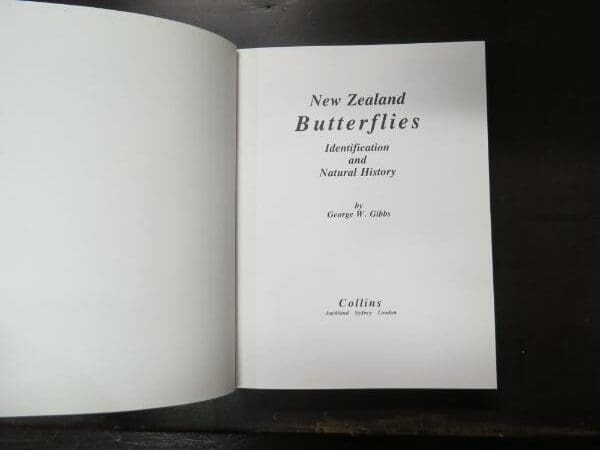 New Zealand
Butterflies
Identification
and
Natural History
by
George W. Gibbs
Collins
Auckland Sydney London